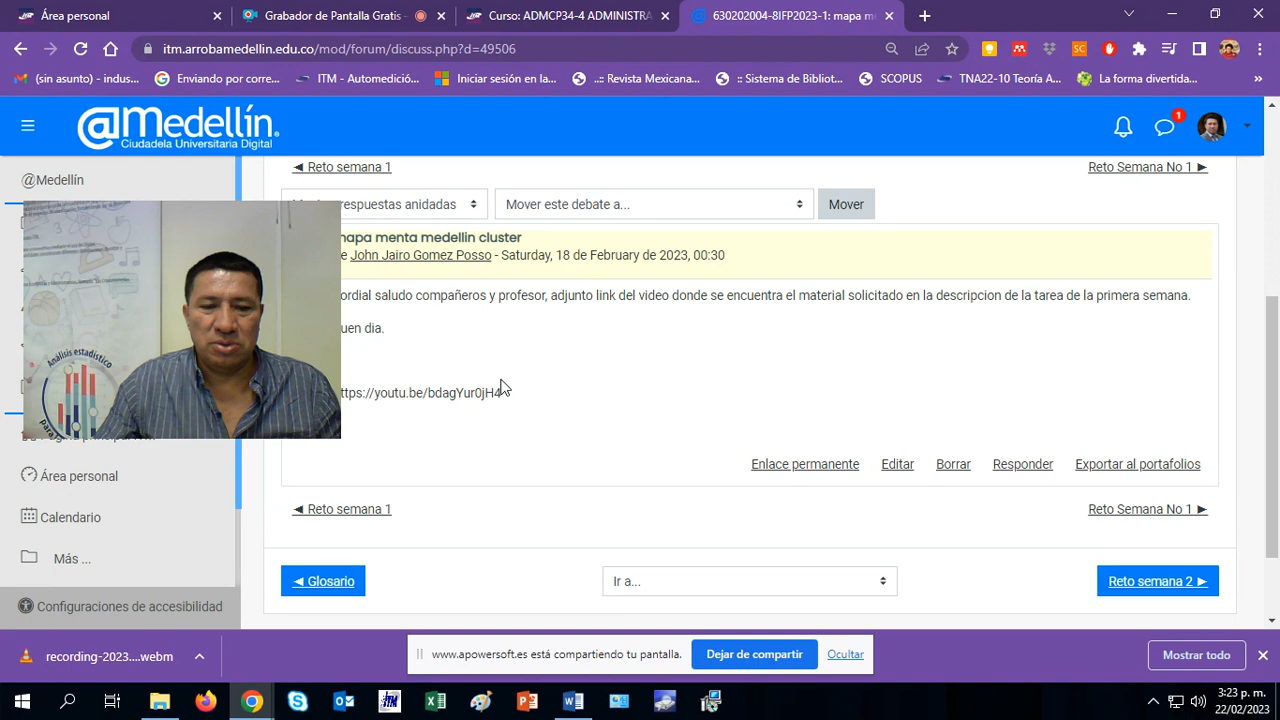 Área personal
Grabador de Pantalla Gratis -
Curso: ADMCP34-4 ADMINISTRA
630202004-8IFP2023-1: mapa me
itm.arrobamedellin.edu.co/mod/forum/discuss.php?d=49506
(sin asunto) - indus...
Enviando por corre...
ITM - Automedició...
Iniciar sesión en la...
..:: Revista Mexicana...
:: Sistema de Bibliot...
SCOPUS
TNA22-10 Teoría A...
La forma divertida...
»
@Medellín
Ciudadela Universitaria Digital
1
@Medellín
◄ Reto semana 1
Reto Semana No 1 ►
respuestas anidadas
Mover este debate a...
Mover
mapa menta medellin cluster
John Jairo Gomez Posso - Saturday, 18 de February de 2023, 00:30
ordial saludo compañeros y profesor, adjunto link del video donde se encuentra el material solicitado en la descripcion de la tarea de la primera semana.
uen dia.
ttps://youtu.be/bdagYur0jH4
Análisis estadístico
para
Enlace permanente
Editar
Borrar
Responder
Exportar al portafolios
Área personal
◄ Reto semana 1
Reto Semana No 1 ►
Calendario
Más ...
◄ Glosario
Ir a...
Reto semana 2 ►
Configuraciones de accesibilidad
recording-2023....webm
www.apowersoft.es está compartiendo tu pantalla.
Dejar de compartir
Ocultar
Mostrar todo
3:23 p. m.
22/02/2023